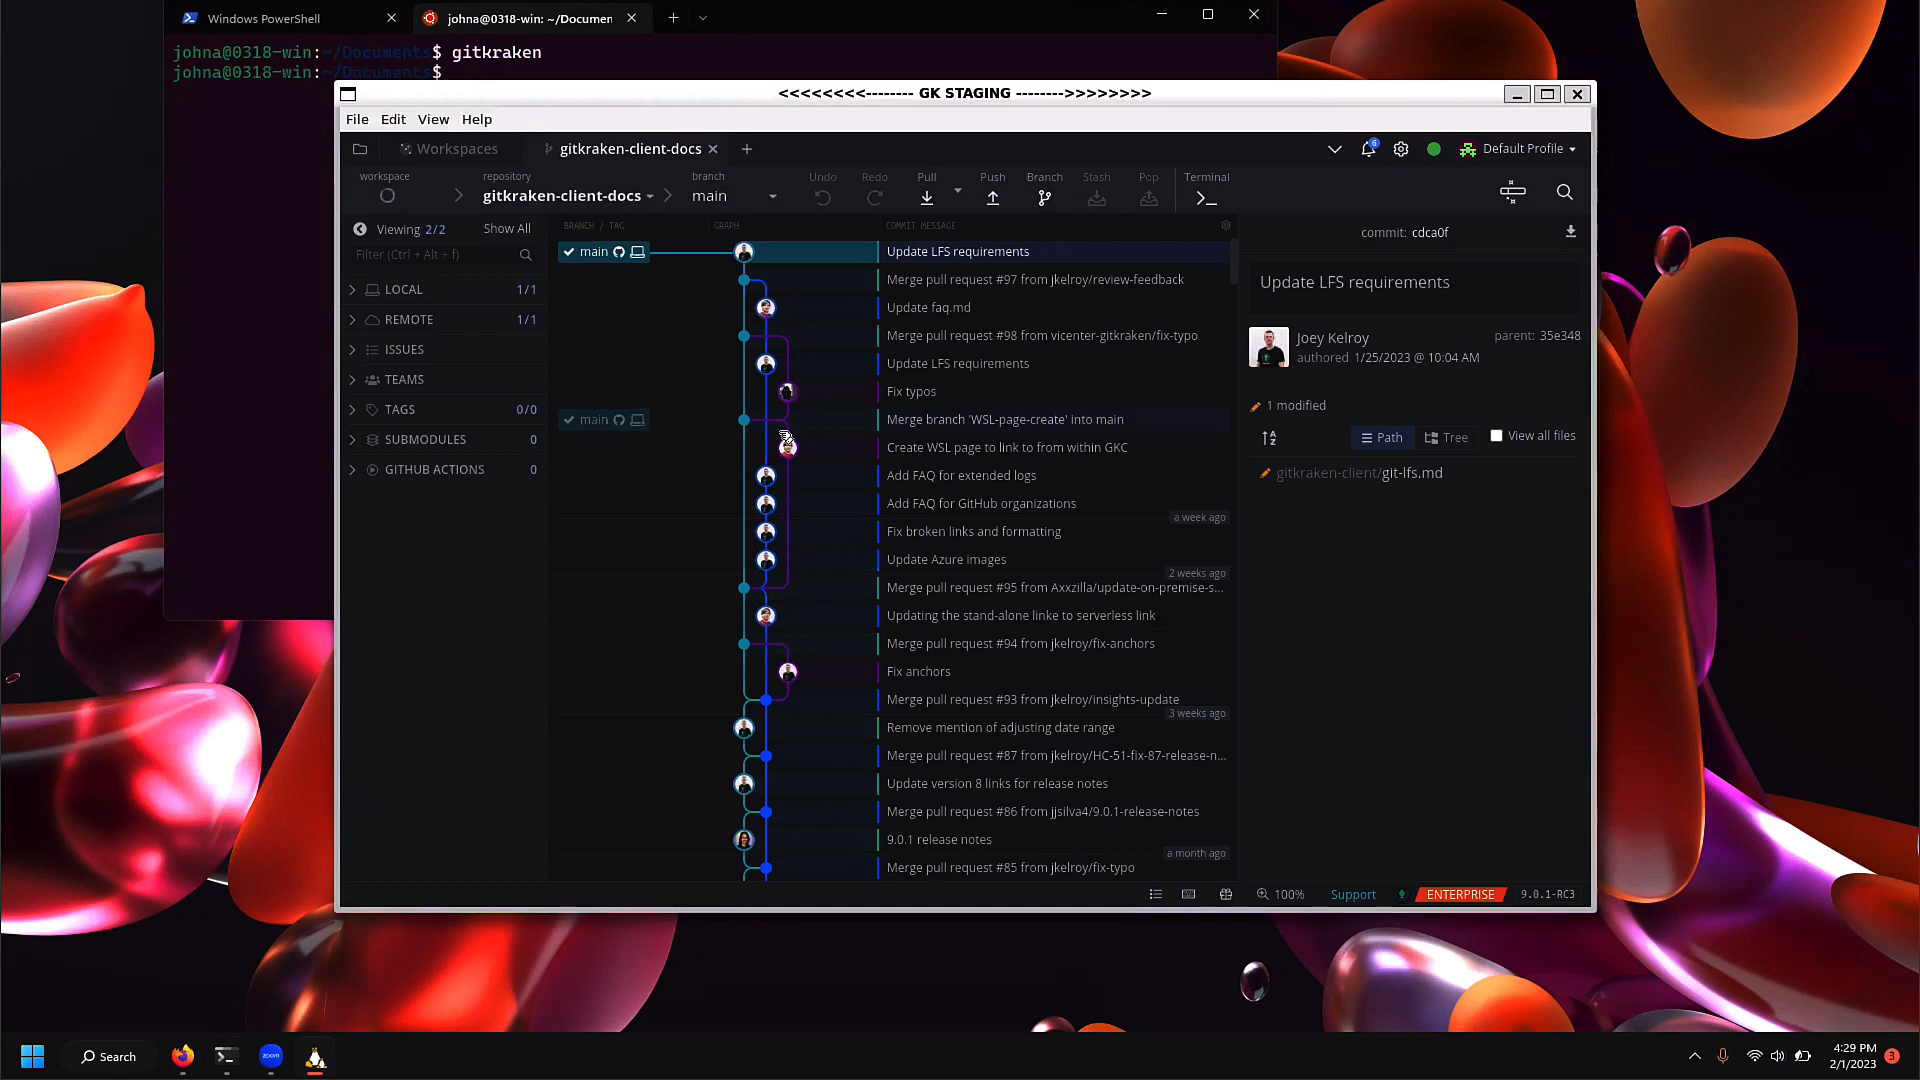 Windows PowerShell
johna@0318-win: ~/Documen
johna@0318-win:~/Documents$ gitkraken
johna@0318-win:~/Documents$
<<<<<<<<-------- GK STAGING -------->>>>>>>>
File Edit View Help
Workspaces
gitkraken-client-docs
6
Default Profile
workspace
repository
gitkraken-client-docs
branch
main
Undo
Redo
Pull
Push
Branch
Stash
Pop
Terminal
Viewing 2/2
Show All
Filter (Ctrl + Alt + f)
LOCAL 1/1
REMOTE 1/1
ISSUES
TEAMS
TAGS 0/0
SUBMODULES 0
GITHUB ACTIONS 0
BRANCH / TAG
GRAPH
COMMIT MESSAGE
main
Update LFS requirements
Merge pull request #97 from jkelroy/review-feedback
Update faq.md
Merge pull request #98 from vicenter-gitkraken/fix-typo
Update LFS requirements
Fix typos
main
Merge branch 'WSL-page-create' into main
Create WSL page to link to from within GKC
Add FAQ for extended logs
Add FAQ for GitHub organizations
a week ago
Fix broken links and formatting
Update Azure images
2 weeks ago
Merge pull request #95 from Axxzilla/update-on-premise-s...
Updating the stand-alone linke to serverless link
Merge pull request #94 from jkelroy/fix-anchors
Fix anchors
Merge pull request #93 from jkelroy/insights-update
3 weeks ago
Remove mention of adjusting date range
Merge pull request #87 from jkelroy/HC-51-fix-87-release-n...
Update version 8 links for release notes
Merge pull request #86 from jjsilva4/9.0.1-release-notes
9.0.1 release notes
a month ago
Merge pull request #85 from jkelroy/fix-typo
commit: cdca0f
Update LFS requirements
Joey Kelroy
authored 1/25/2023 @ 10:04 AM
parent: 35e348
1 modified
Path
Tree
View all files
gitkraken-client/git-lfs.md
100%
Support
ENTERPRISE
9.0.1-RC3
Search
zoom
4:29 PM
2/1/2023
3